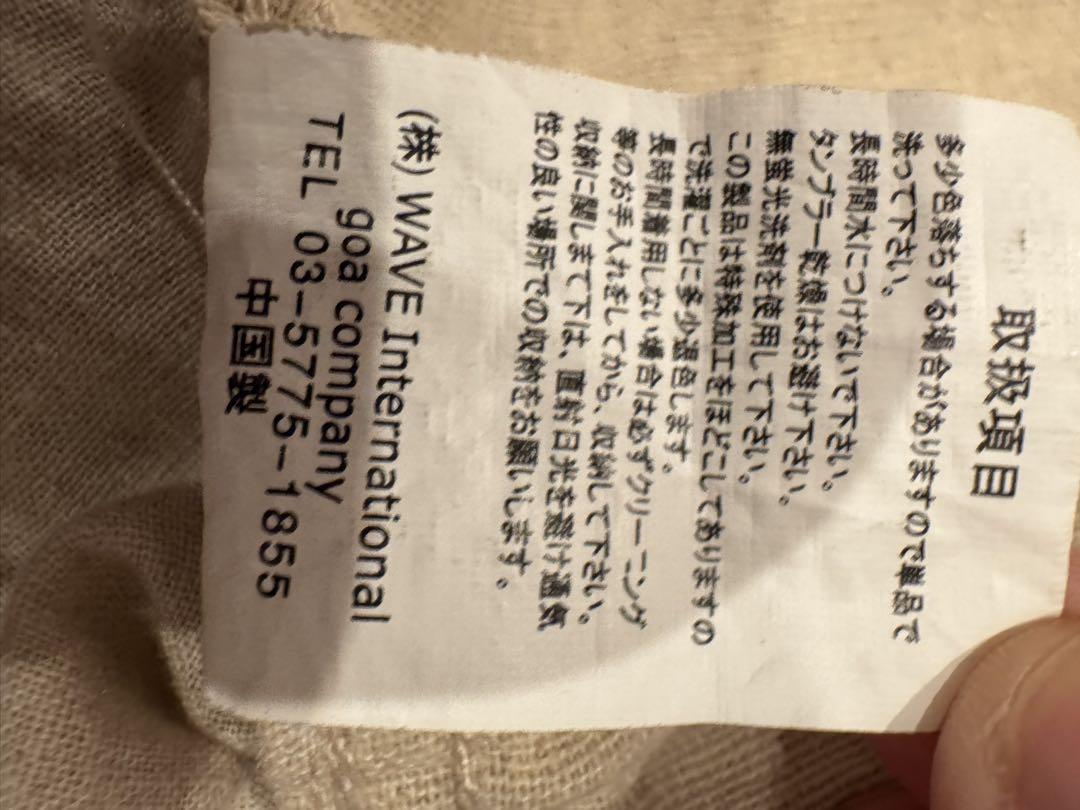 取扱項目
多少色落ちする場合がありますので単品で
洗って下さい。
長時間水につけないで下さい。
タンブラー乾燥はお避け下さい。
無蛍光洗剤を使用して下さい。
この製品は特殊加工をほどこしてありますの
で洗濯ごとに多少退色します。
長時間着用しない場合は必ずクリーニング
等のお手入れをしてから、収納して下さい。
収納に関しまて下は、直射日光を避け通気
性の良い場所での収納をお願いします。
(株) WAVE International
goa company
TEL 03-5775-1855
中国製